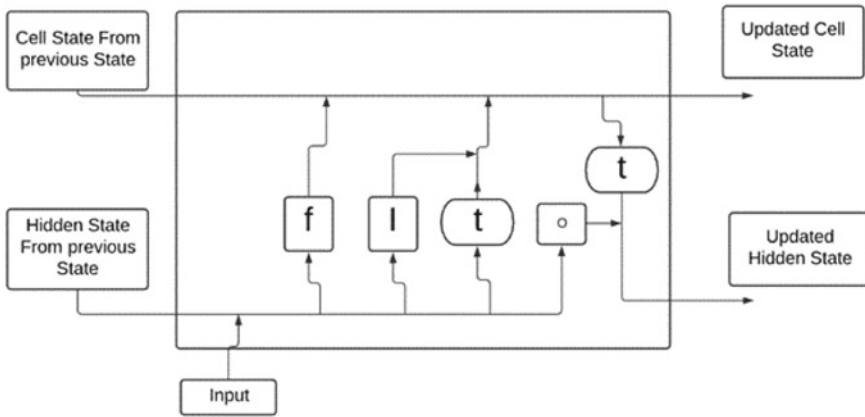 Cell State From
previous State
Updated Cell
State
t
Hidden State
From previous
State
f
I
t
o
Updated
Hidden State
Input